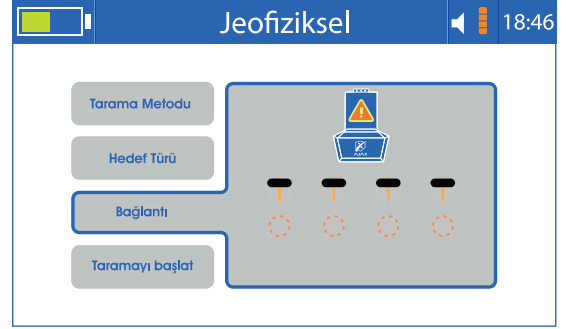 Jeofiziksel
18:46
Tarama Metodu
Hedef Türü
Bağlantı
Taramayı başlat